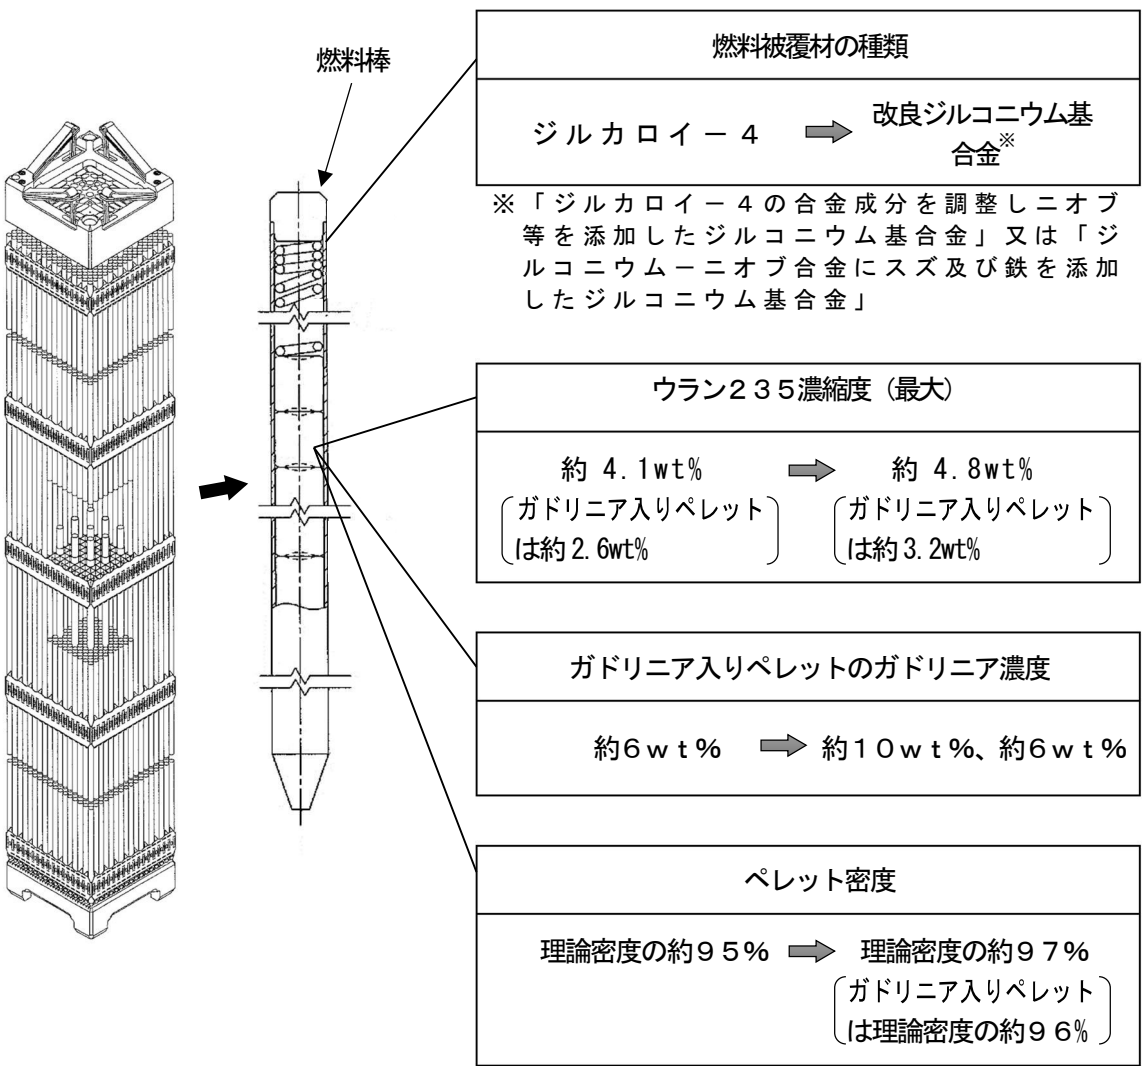 燃料棒
燃料被覆材の種類
ジルカロイ－４
改良ジルコニウム基
合金※
※「ジルカロイ－４の合金成分を調整しニオブ
等を添加したジルコニウム基合金」又は「ジ
ルコニウム－ニオブ合金にスズ及び鉄を添加
したジルコニウム基合金」
ウラン２３５濃縮度（最大）
約 4.1wt%
ガドリニア入りペレット
は約2.6wt%
約 4.8wt%
ガドリニア入りペレット
は約3.2wt%
ガドリニア入りペレットのガドリニア濃度
約６ｗｔ％
約１０ｗｔ％、約６ｗｔ％
ペレット密度
理論密度の約９５％
理論密度の約９７％
ガドリニア入りペレット
は理論密度の約９６%